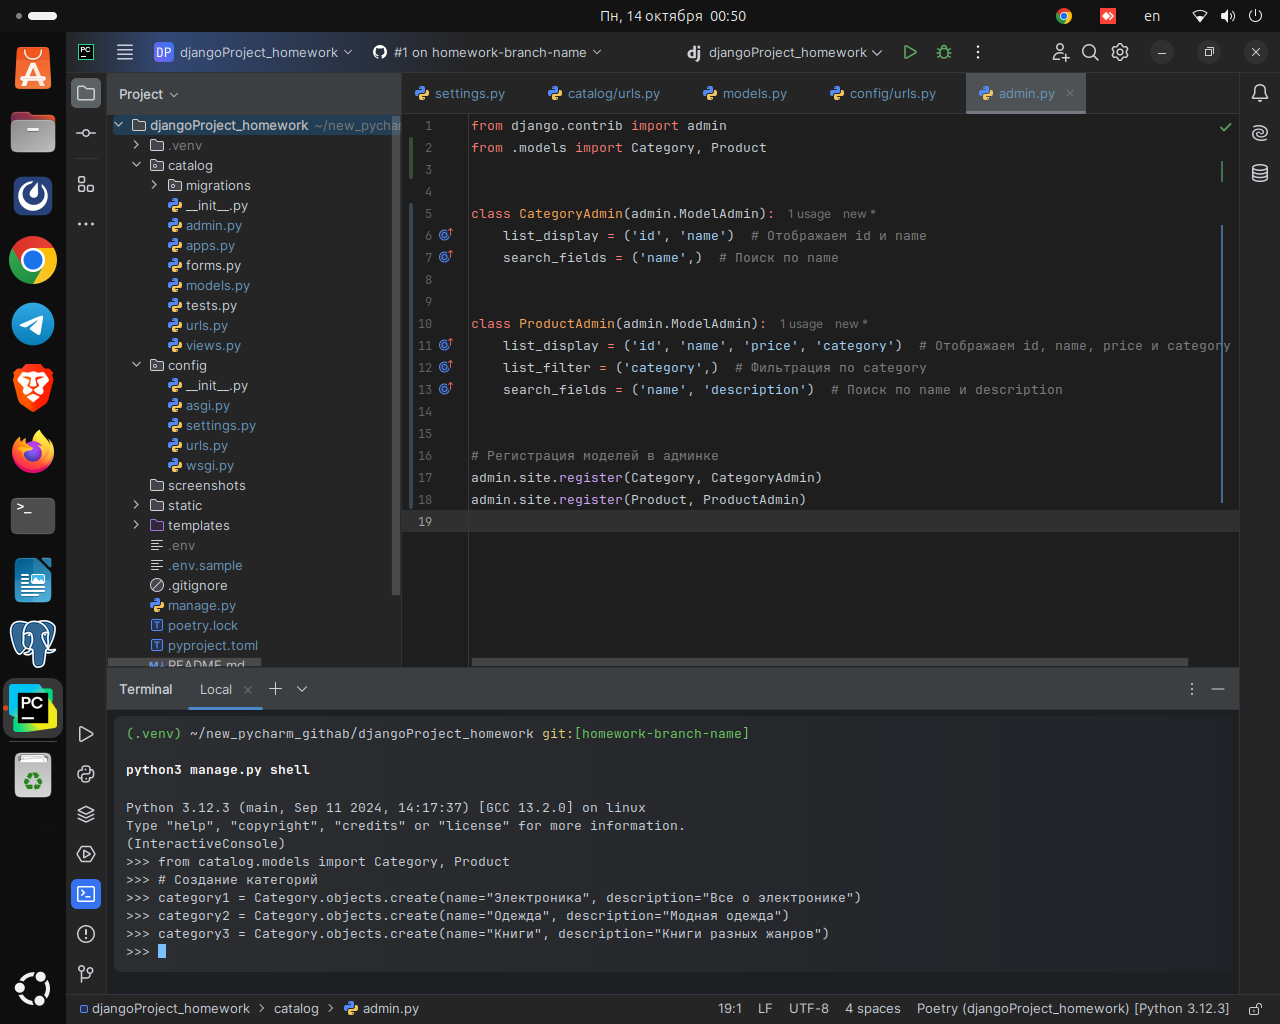 Пн, 14 октября  00:50
en
PC
DP djangoProject_homework
#1 on homework-branch-name
dj djangoProject_homework
Project
settings.py
catalog/urls.py
models.py
config/urls.py
admin.py
djangoProject_homework ~/new_pychar
.venv
catalog
migrations
__init__.py
admin.py
apps.py
forms.py
models.py
tests.py
urls.py
views.py
config
__init__.py
asgi.py
settings.py
urls.py
wsgi.py
screenshots
static
templates
.env
.env.sample
.gitignore
manage.py
poetry.lock
pyproject.toml
README.md
1 from django.contrib import admin
2 from .models import Category, Product
3
4
5 class CategoryAdmin(admin.ModelAdmin): 1 usage new *
6 list_display = ('id', 'name')  # Отображаем id и name
7 search_fields = ('name',)  # Поиск по name
8
9
10 class ProductAdmin(admin.ModelAdmin): 1 usage new *
11 list_display = ('id', 'name', 'price', 'category')  # Отображаем id, name, price и category
12 list_filter = ('category',)  # Фильтрация по category
13 search_fields = ('name', 'description')  # Поиск по name и description
14
15
16 # Регистрация моделей в админке
17 admin.site.register(Category, CategoryAdmin)
18 admin.site.register(Product, ProductAdmin)
19
Terminal
Local
(.venv) ~/new_pycharm_githab/djangoProject_homework git:[homework-branch-name]
python3 manage.py shell
Python 3.12.3 (main, Sep 11 2024, 14:17:37) [GCC 13.2.0] on linux
Type "help", "copyright", "credits" or "license" for more information.
(InteractiveConsole)
>>> from catalog.models import Category, Product
>>> # Создание категорий
>>> category1 = Category.objects.create(name="Электроника", description="Все о электронике")
>>> category2 = Category.objects.create(name="Одежда", description="Модная одежда")
>>> category3 = Category.objects.create(name="Книги", description="Книги разных жанров")
>>>
djangoProject_homework > catalog > admin.py
19:1
LF
UTF-8
4 spaces
Poetry (djangoProject_homework) [Python 3.12.3]